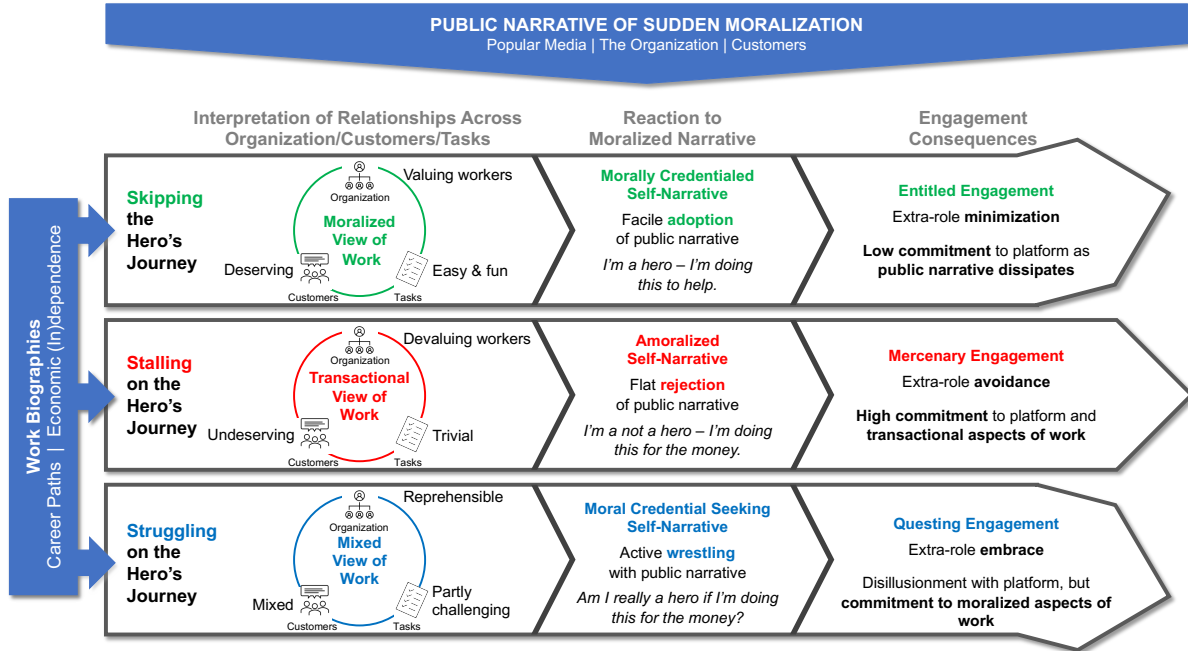 PUBLIC NARRATIVE OF SUDDEN MORALIZATION
Popular Media | The Organization | Customers
Interpretation of Relationships Across
Organization/Customers/Tasks
Reaction to
Moralized Narrative
Engagement
Consequences
Work Biographies
Career Paths | Economic (In)dependence
Skipping
the
Hero's
Journey
Valuing workers
Organization
Moralized
View of
Work
Deserving
Easy & fun
Customers
Tasks
Morally Credentialed
Self-Narrative
Facile adoption
of public narrative
I'm a hero – I'm doing
this to help.
Entitled Engagement
Extra-role minimization
Low commitment to platform as
public narrative dissipates
Stalling
on the
Hero's
Journey
Devaluing workers
Organization
Transactional
View of
Work
Undeserving
Trivial
Customers
Tasks
Amoralized
Self-Narrative
Flat rejection
of public narrative
I'm a not a hero – I'm doing
this for the money.
Mercenary Engagement
Extra-role avoidance
High commitment to platform and
transactional aspects of work
Struggling
on the
Hero's
Journey
Reprehensible
Organization
Mixed
View of
Work
Mixed
Partly
challenging
Customers
Tasks
Moral Credential Seeking
Self-Narrative
Active wrestling
with public narrative
Am I really a hero if I'm doing
this for the money?
Questing Engagement
Extra-role embrace
Disillusionment with platform, but
commitment to moralized aspects of
work